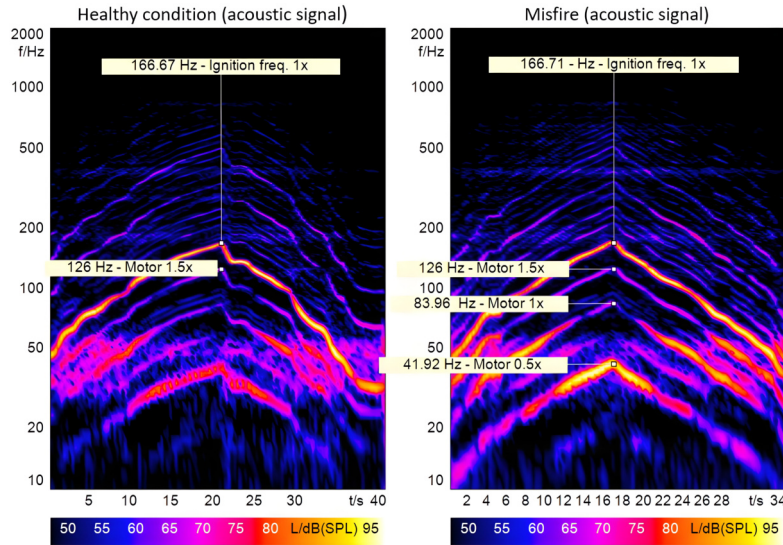 Healthy condition (acoustic signal)
Misfire (acoustic signal)
2000
f/Hz
1000
500
200
100
50
20
10
166.67 Hz - Ignition freq. 1x
126 Hz - Motor 1.5x
5 10 15 20 25 30 t/s 40
50 55 60 65 70 75 80 L/dB(SPL) 95
2000
f/Hz
1000
500
200
100
50
20
10
166.71 - Hz - Ignition freq. 1x
126 Hz - Motor 1.5x
83.96 Hz - Motor 1x
41.92 Hz - Motor 0.5x
2 4 6 8 10 12 14 16 18 20 22 24 26 28 t/s 34
50 55 60 65 70 75 80 L/dB(SPL) 95